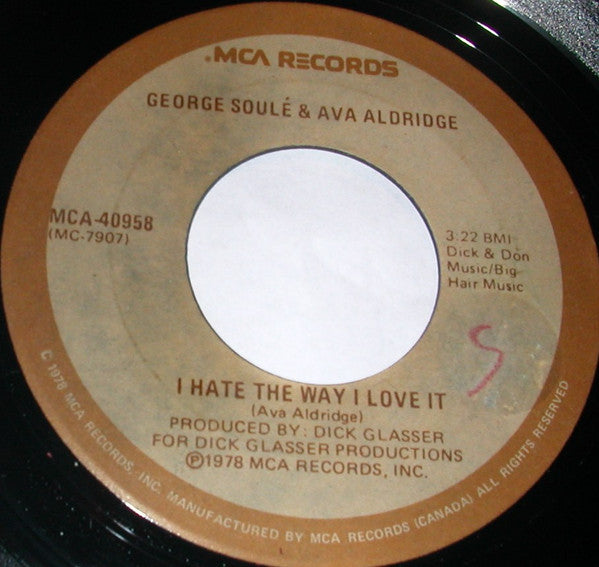 MCA RECORDS
GEORGE SOULÉ & AVA ALDRIDGE
MCA-40958
(MC-7907)
3:22 BMI
Dick & Don
Music/Big
Hair Music
S
I HATE THE WAY I LOVE IT
(Ava Aldridge)
PRODUCED BY: DICK GLASSER
FOR DICK GLASSER PRODUCTIONS
℗1978 MCA RECORDS, INC.
© 1978 MCA RECORDS, INC. MANUFACTURED BY MCA RECORDS (CANADA) ALL RIGHTS RESERVED